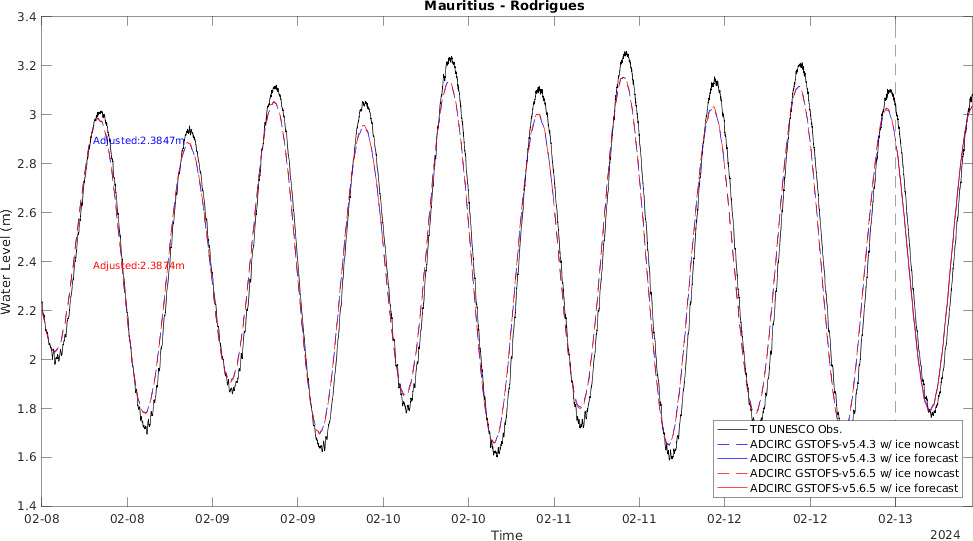 Mauritius - Rodrigues
3.4
3.2
3
2.8
2.6
2.4
2.2
2
1.8
1.6
1.4
Water Level (m)
Adjusted:2.3847m
Adjusted:2.3874m
TD UNESCO Obs.
ADCIRC GSTOFS-v5.4.3 w/ ice nowcast
ADCIRC GSTOFS-v5.4.3 w/ ice forecast
ADCIRC GSTOFS-v5.6.5 w/ ice nowcast
ADCIRC GSTOFS-v5.6.5 w/ ice forecast
02-08 02-08 02-09 02-09 02-10 02-10 02-11 02-11 02-12 02-12 02-13
Time
2024